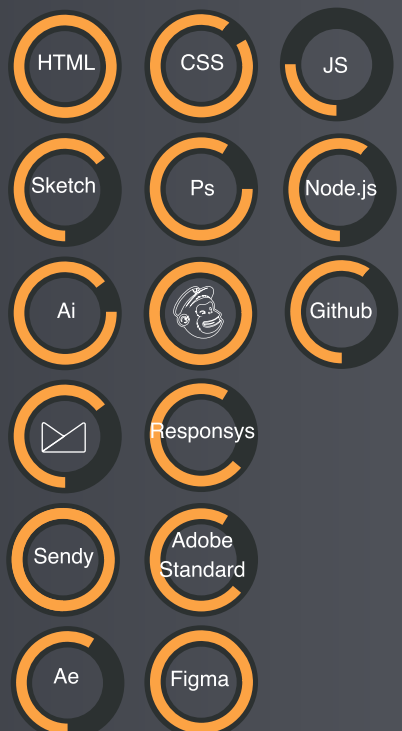 HTML
CSS
JS
Sketch
Ps
Node.js
Ai
Github
Responsys
Sendy
Adobe
Standard
Ae
Figma